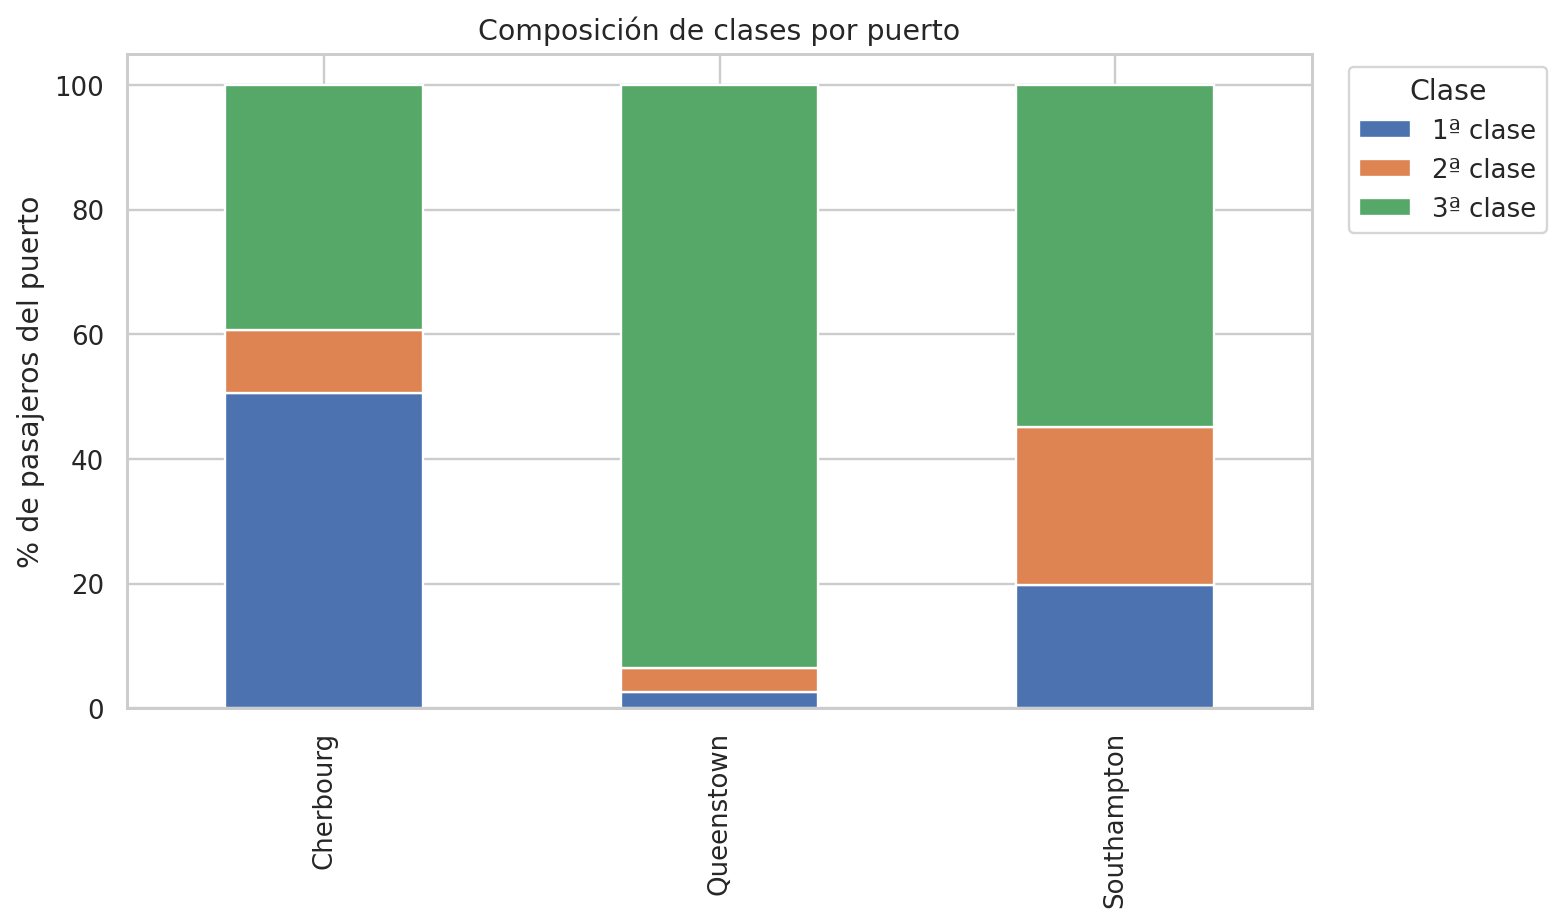 Composición de clases por puerto
% de pasajeros del puerto
100
80
60
40
20
0
Cherbourg
Queenstown
Southampton
Clase
1ª clase
2ª clase
3ª clase